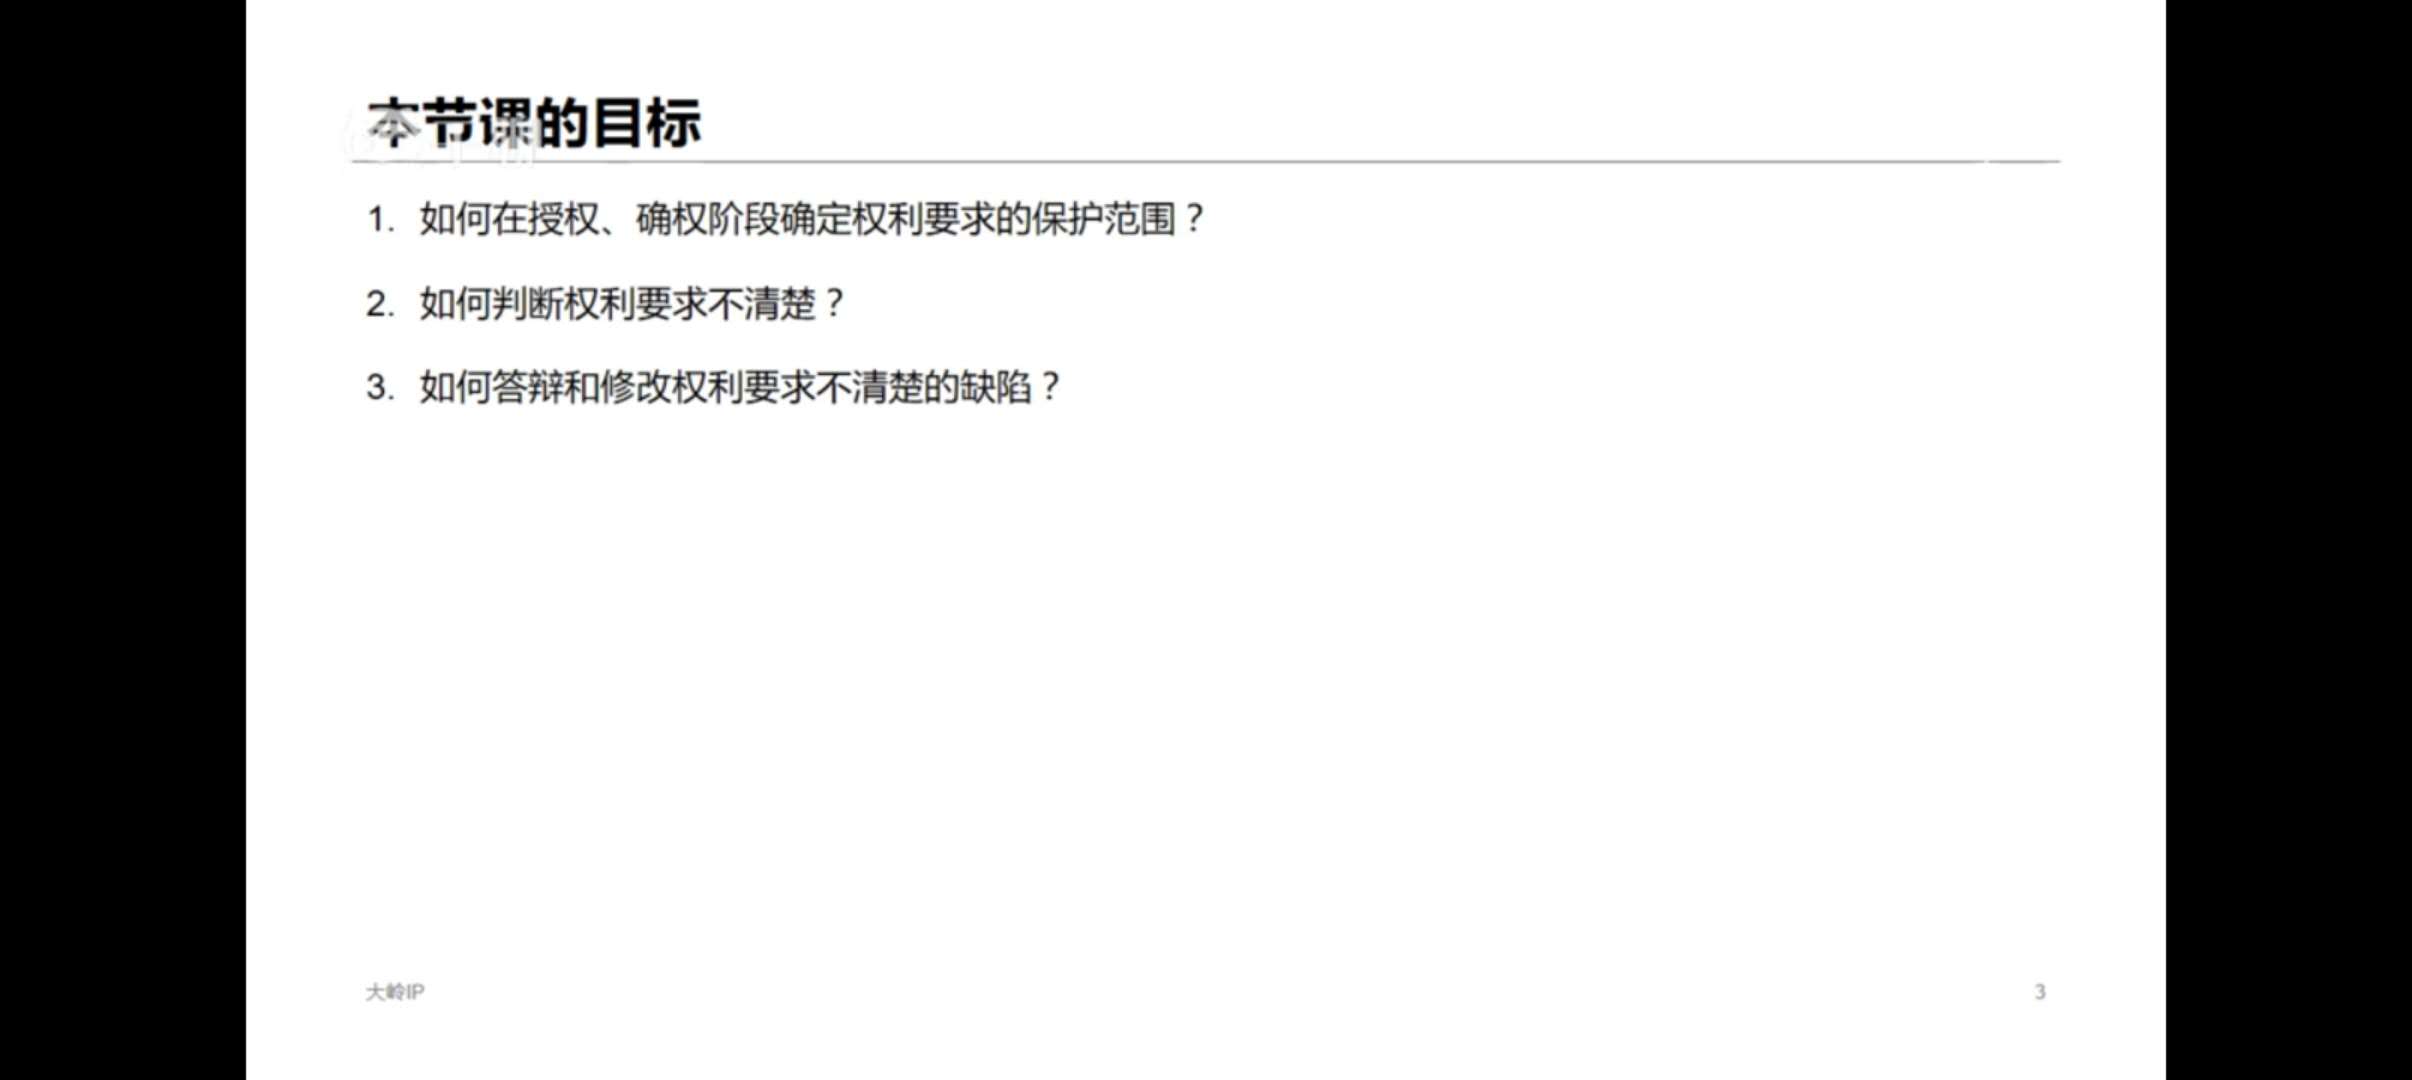 本节课的目标
1. 如何在授权、确权阶段确定权利要求的保护范围？
2. 如何判断权利要求不清楚？
3. 如何答辩和修改权利要求不清楚的缺陷？
大岭IP
3